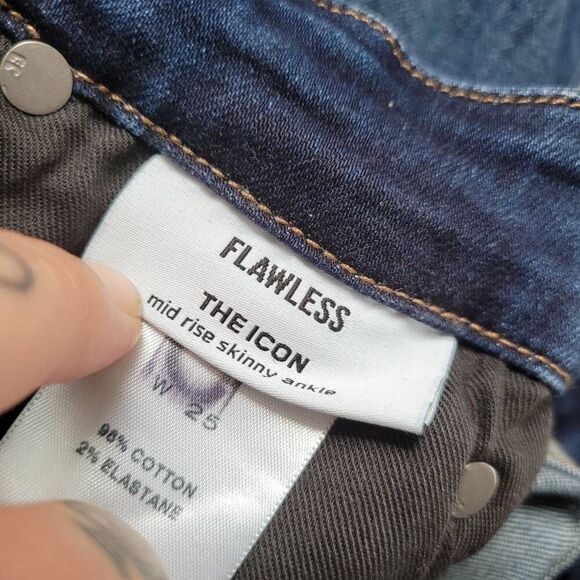 FLAWLESS
THE ICON
mid rise skinny ankle
W 25
98% COTTON
2% ELASTANE